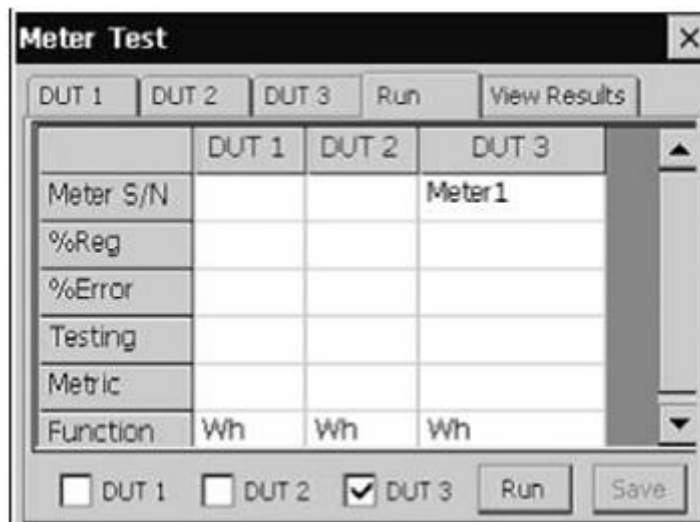 Meter Test
DUT 1 DUT 2 DUT 3 Run View Results
DUT 1 DUT 2 DUT 3
Meter S/N Meter1
%Reg
%Error
Testing
Metric
Function Wh Wh Wh
DUT 1 DUT 2 DUT 3 Run Save